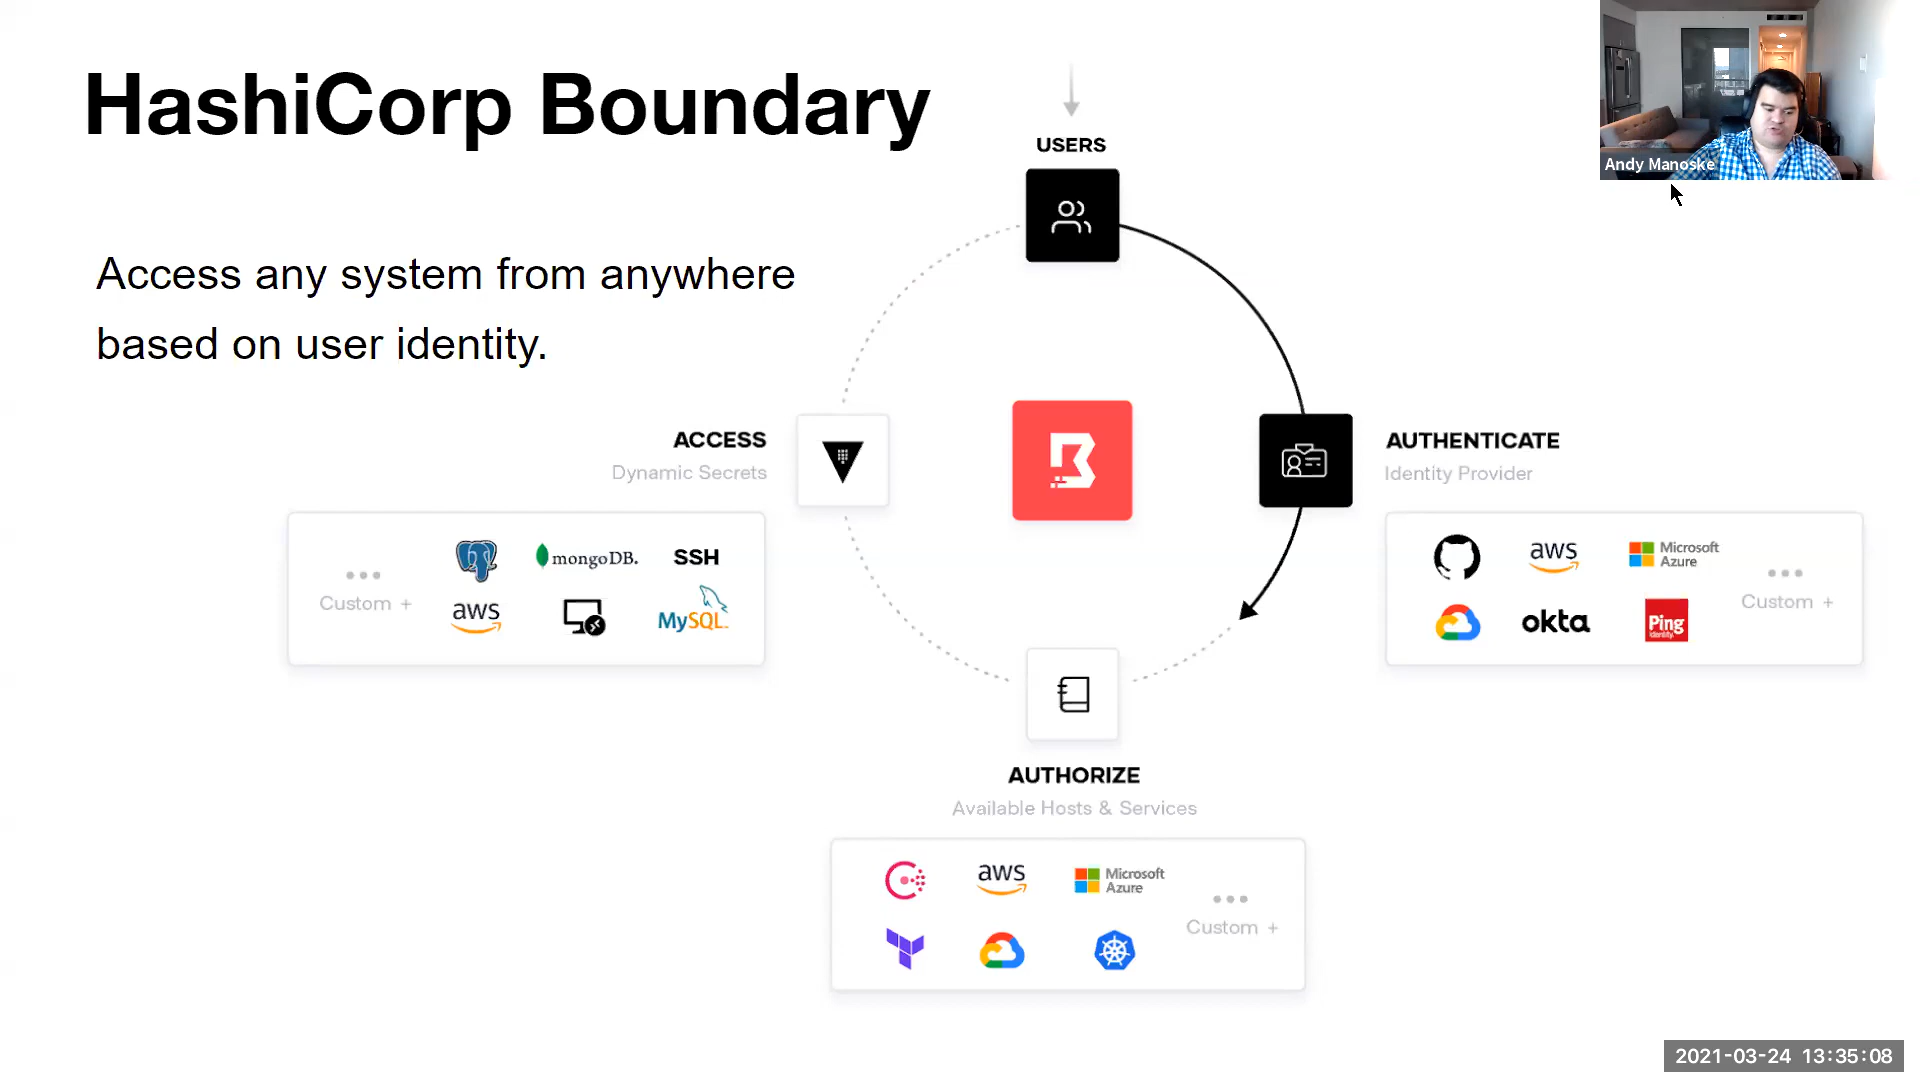 HashiCorp Boundary
Access any system from anywhere
based on user identity.
Andy Manoske
USERS
ACCESS
Dynamic Secrets
Custom +
mongoDB.
SSH
aws
MySQL
AUTHENTICATE
Identity Provider
aws
Microsoft
Azure
okta
Ping
Identity.
Custom +
AUTHORIZE
Available Hosts & Services
aws
Microsoft
Azure
Custom +
2021-03-24 13:35:08